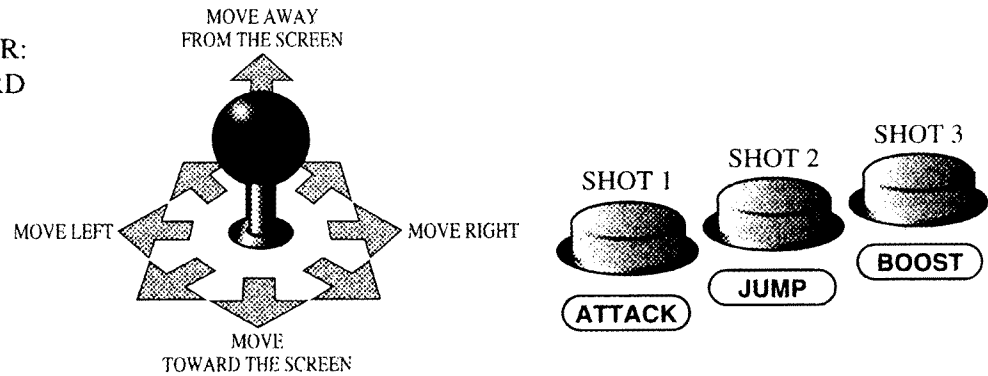 MOVE AWAY
FROM THE SCREEN
R:
RD
MOVE LEFT
MOVE RIGHT
MOVE
TOWARD THE SCREEN
SHOT 1
SHOT 2
SHOT 3
ATTACK
JUMP
BOOST